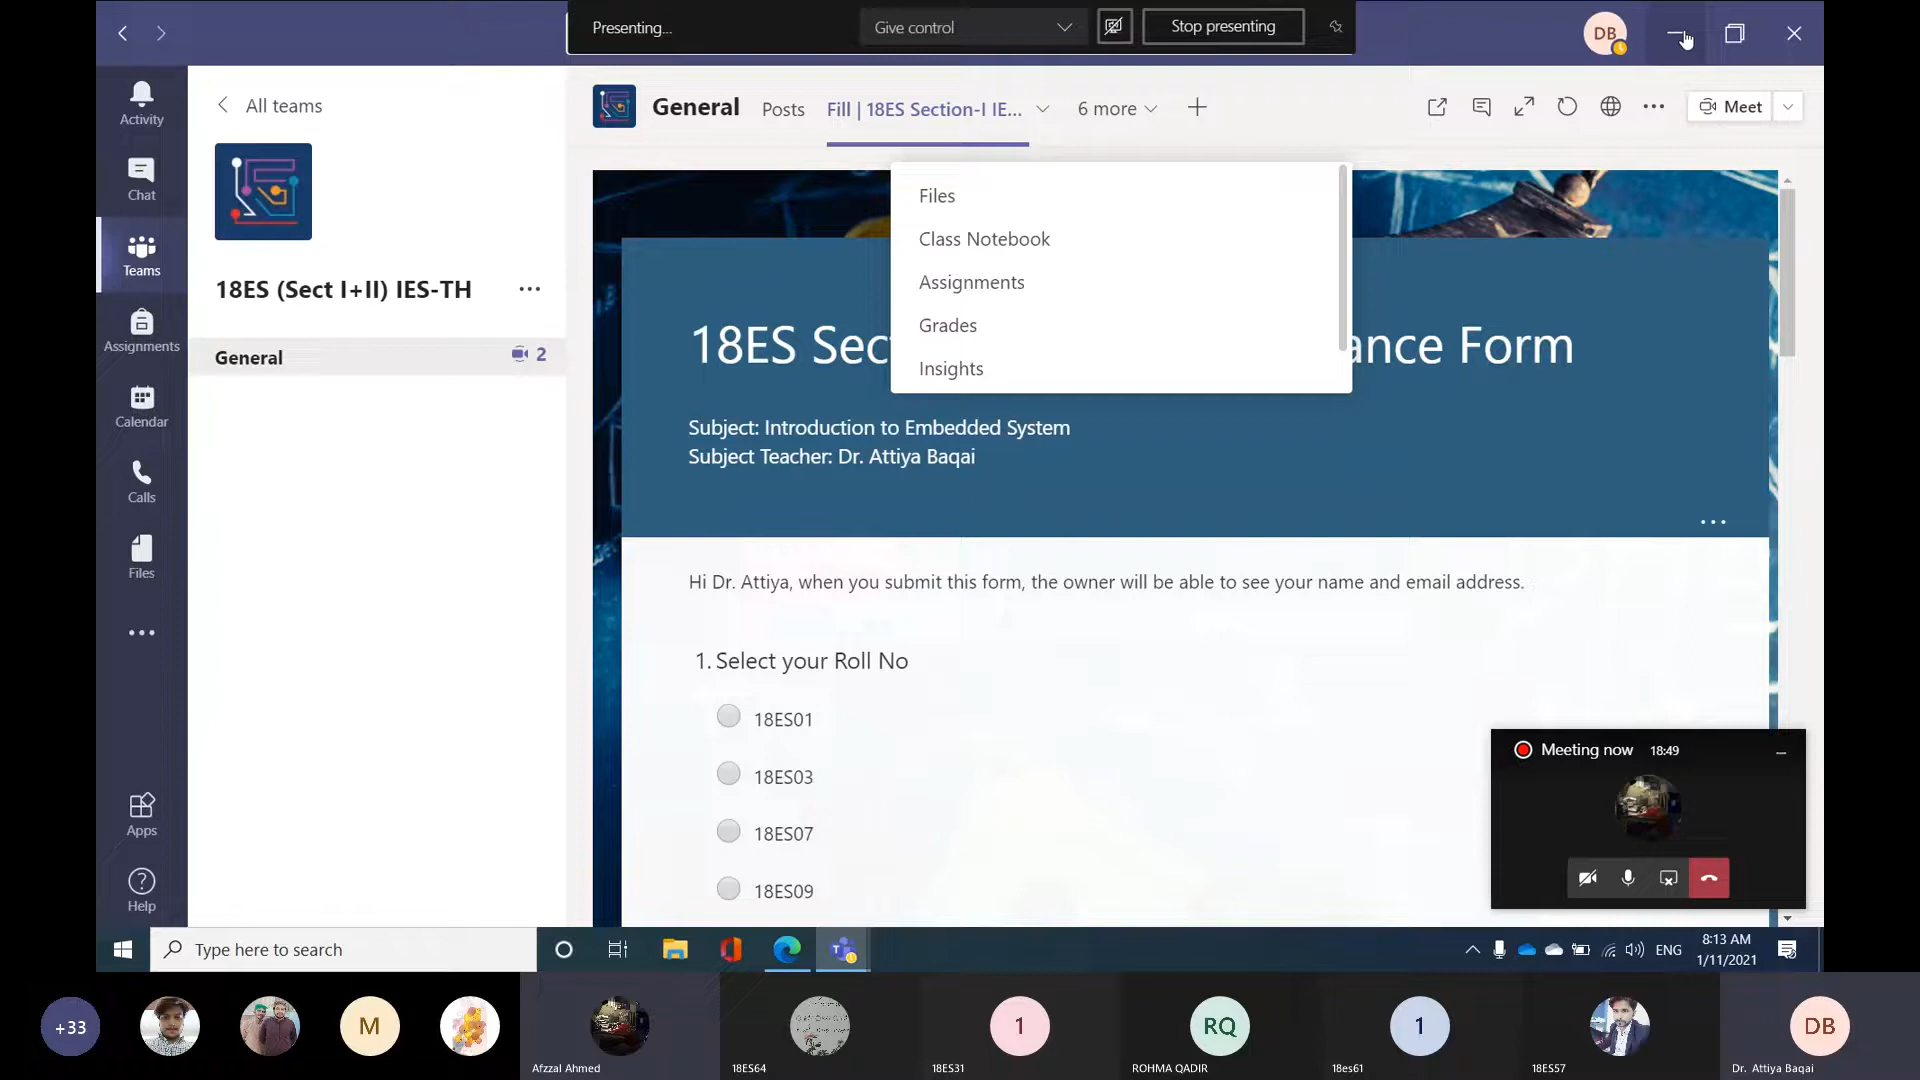 Presenting...
Give control
Stop presenting
DB
Activity
Chat
Teams
Assignments
Calendar
Calls
Files
Apps
Help
All teams
18ES (Sect I+II) IES-TH
General
2
General
Posts
Fill | 18ES Section-I IE...
6 more
Meet
Files
Class Notebook
Assignments
Grades
Insights
18ES Sec
ance Form
Subject: Introduction to Embedded System
Subject Teacher: Dr. Attiya Baqai
Hi Dr. Attiya, when you submit this form, the owner will be able to see your name and email address.
1. Select your Roll No
18ES01
18ES03
18ES07
18ES09
Meeting now 18:49
Type here to search
ENG
8:13 AM
1/11/2021
+33
M
1
RQ
1
DB
Afzzal Ahmed
18ES64
18ES31
ROHMA QADIR
18es61
18ES57
Dr. Attiya Baqai